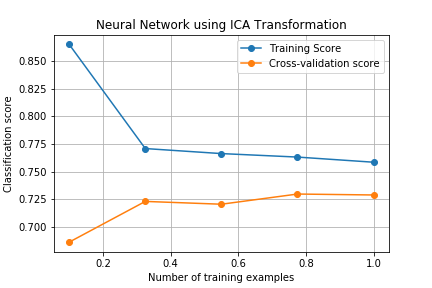 Neural Network using ICA Transformation
Training Score
Cross-validation score
Classification score
0.850
0.825
0.800
0.775
0.750
0.725
0.700
0.2
0.4
0.6
0.8
1.0
Number of training examples